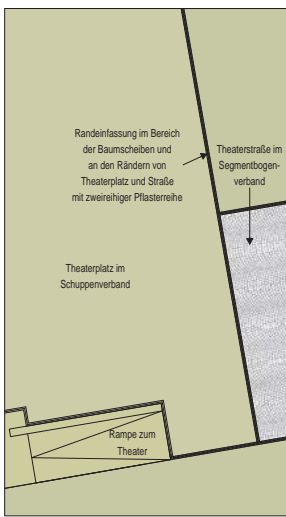 Randeinfassung im Bereich
der Baumscheiben und
an den Rändern von
Theaterplatz und Straße
mit zweireihiger Pflasterreihe
Theaterstraße im
Segmentbogen-
verband
Theaterplatz im
Schuppenverband
Rampe zum
Theater